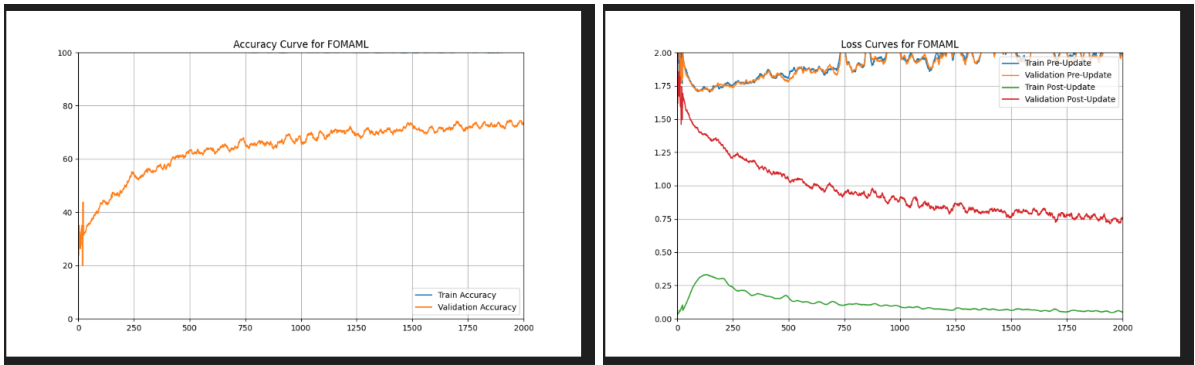 Accuracy Curve for FOMAML
100
80
60
40
20
0
0 250 500 750 1000 1250 1500 1750 2000
Train Accuracy
Validation Accuracy
Loss Curves for FOMAML
2.00
1.75
1.50
1.25
1.00
0.75
0.50
0.25
0.00
0 250 500 750 1000 1250 1500 1750 2000
Train Pre-Update
Validation Pre-Update
Train Post-Update
Validation Post-Update